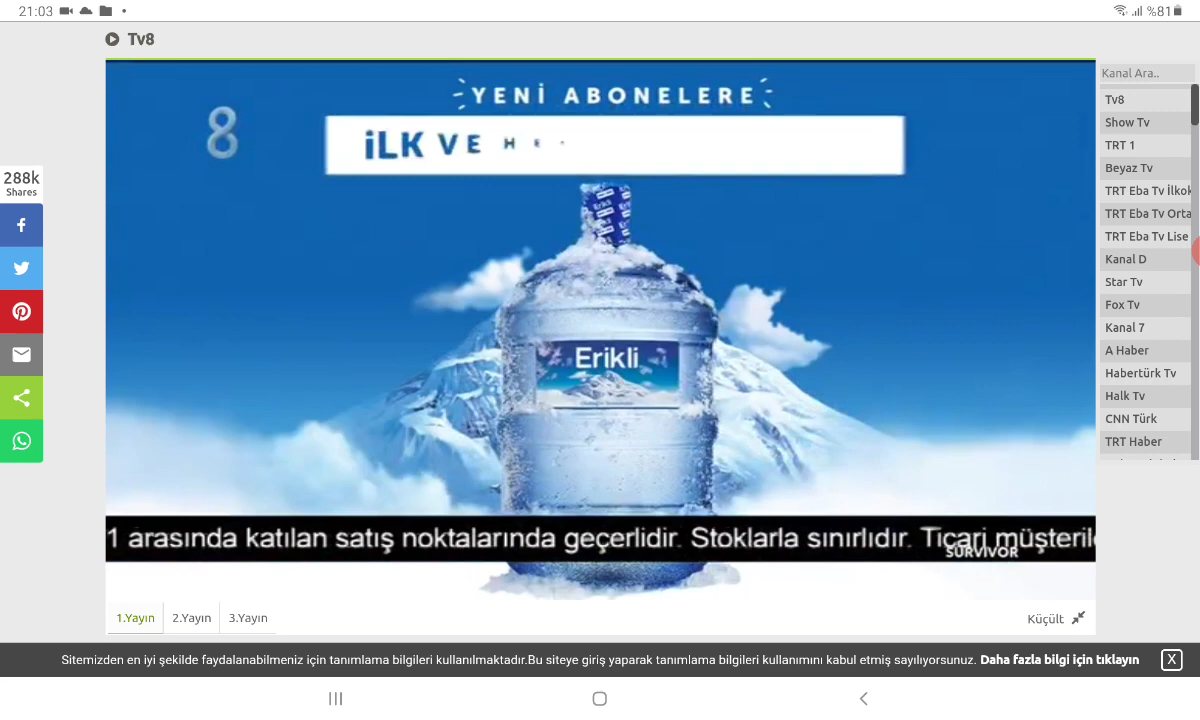 21:03
%81
Tv8
8
YENİ ABONELERE
İLK VE HE
Erikli
1 arasında katılan satış noktalarında geçerlidir. Stoklarla sınırlıdır. Ticari müşteril
SURVIVOR
1.Yayın 2.Yayın 3.Yayın
Küçült
288k
Shares
Kanal Ara..
Tv8
Show Tv
TRT 1
Beyaz Tv
TRT Eba Tv İlkok
TRT Eba Tv Orta
TRT Eba Tv Lise
Kanal D
Star Tv
Fox Tv
Kanal 7
A Haber
Habertürk Tv
Halk Tv
CNN Türk
TRT Haber
Sitemizden en iyi şekilde faydalanabilmeniz için tanımlama bilgileri kullanılmaktadır.Bu siteye giriş yaparak tanımlama bilgileri kullanımını kabul etmiş sayılıyorsunuz. Daha fazla bilgi için tıklayın X